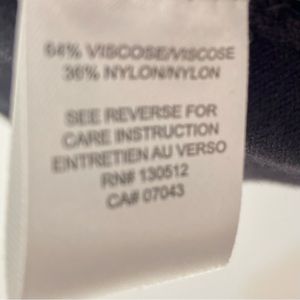 64% VISCOSE/VISCOSE
36% NYLON/NYLON
SEE REVERSE FOR
CARE INSTRUCTION
ENTRETIEN AU VERSO
RN# 130512
CA# 07043